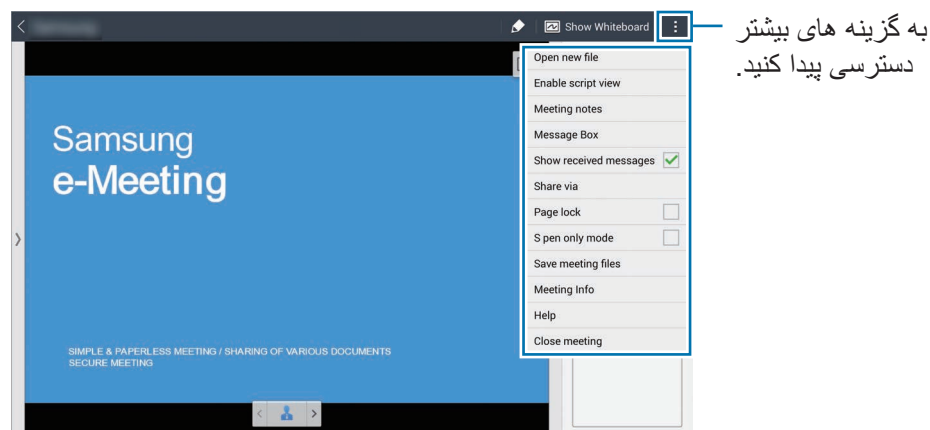 Show Whiteboard
به گزینه های بیشتر
دسترسی پیدا کنید.
Open new file
Enable script view
Meeting notes
Message Box
Show received messages
Share via
Page lock
S pen only mode
Save meeting files
Meeting Info
Help
Close meeting
Samsung
e-Meeting
SIMPLE & PAPERLESS MEETING / SHARING OF VARIOUS DOCUMENTS
SECURE MEETING